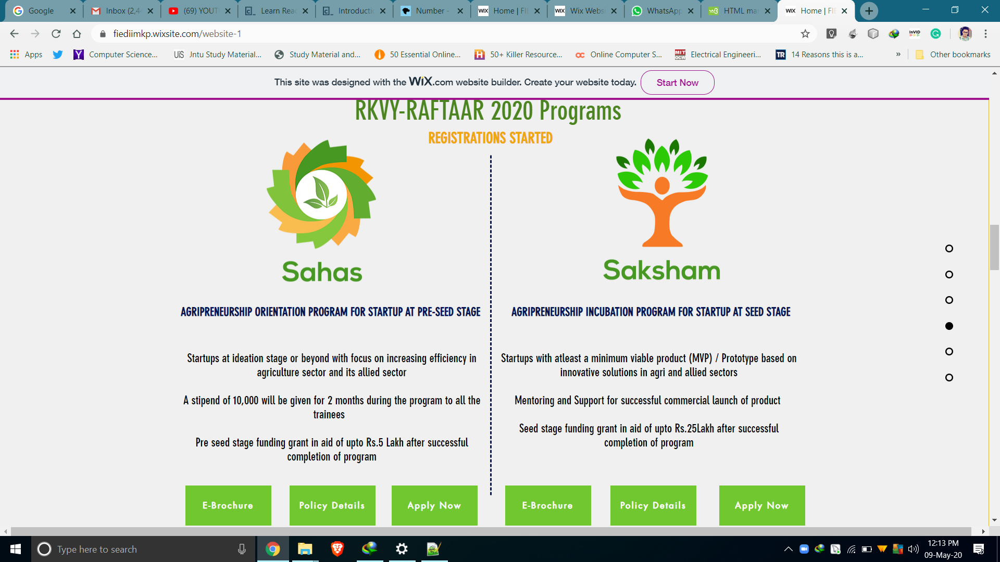 Google
Inbox (2,4
(69) YOUT
Learn Rea
Introducti
Number -
WIX Home | FIE
WIX Wix Webs
WhatsApp
HTML ma
WIX Home | FIE
fiediimkp.wixsite.com/website-1
Apps
Computer Science...
UIS Jntu Study Material...
Study Material and...
50 Essential Online...
50+ Killer Resource...
Online Computer S...
MIT OCW Electrical Engineeri...
TR 14 Reasons this is a...
»
Other bookmarks
This site was designed with the WiX.com website builder. Create your website today.
Start Now
RKVY-RAFTAAR 2020 Programs
REGISTRATIONS STARTED
Sahas
AGRIPRENEURSHIP ORIENTATION PROGRAM FOR STARTUP AT PRE-SEED STAGE
Startups at ideation stage or beyond with focus on increasing efficiency in
agriculture sector and its allied sector
A stipend of 10,000 will be given for 2 months during the program to all the
trainees
Pre seed stage funding grant in aid of upto Rs.5 Lakh after successful
completion of program
E-Brochure
Policy Details
Apply Now
Saksham
AGRIPRENEURSHIP INCUBATION PROGRAM FOR STARTUP AT SEED STAGE
Startups with atleast a minimum viable product (MVP) / Prototype based on
innovative solutions in agri and allied sectors
Mentoring and Support for successful commercial launch of product
Seed stage funding grant in aid of upto Rs.25Lakh after successful
completion of program
E-Brochure
Policy Details
Apply Now
Type here to search
12:13 PM
09-May-20